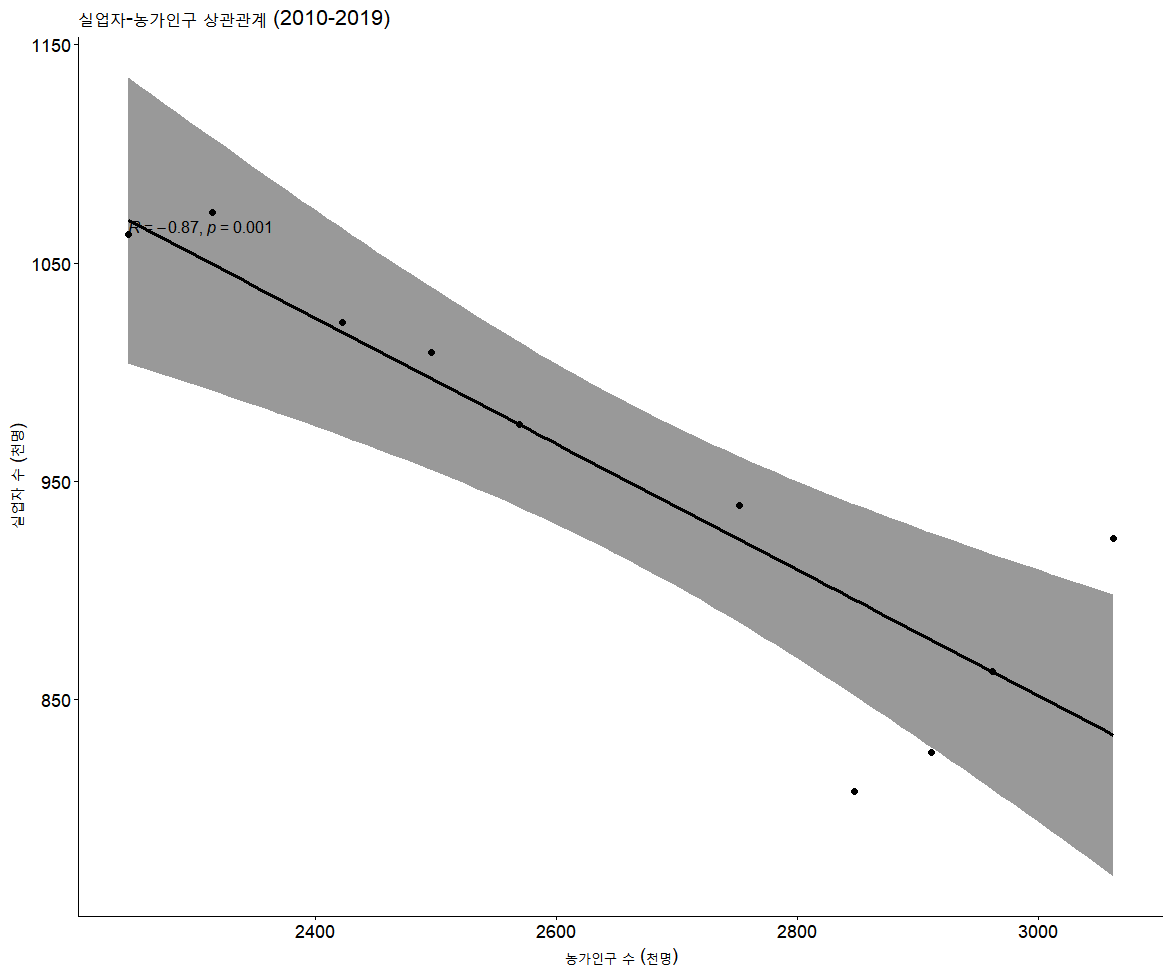 실업자-농가인구 상관관계 (2010-2019)
1150
R = −0.87, p = 0.001
1050
950
850
실업자 수 (천명)
2400 2600 2800 3000
농가인구 수 (천명)